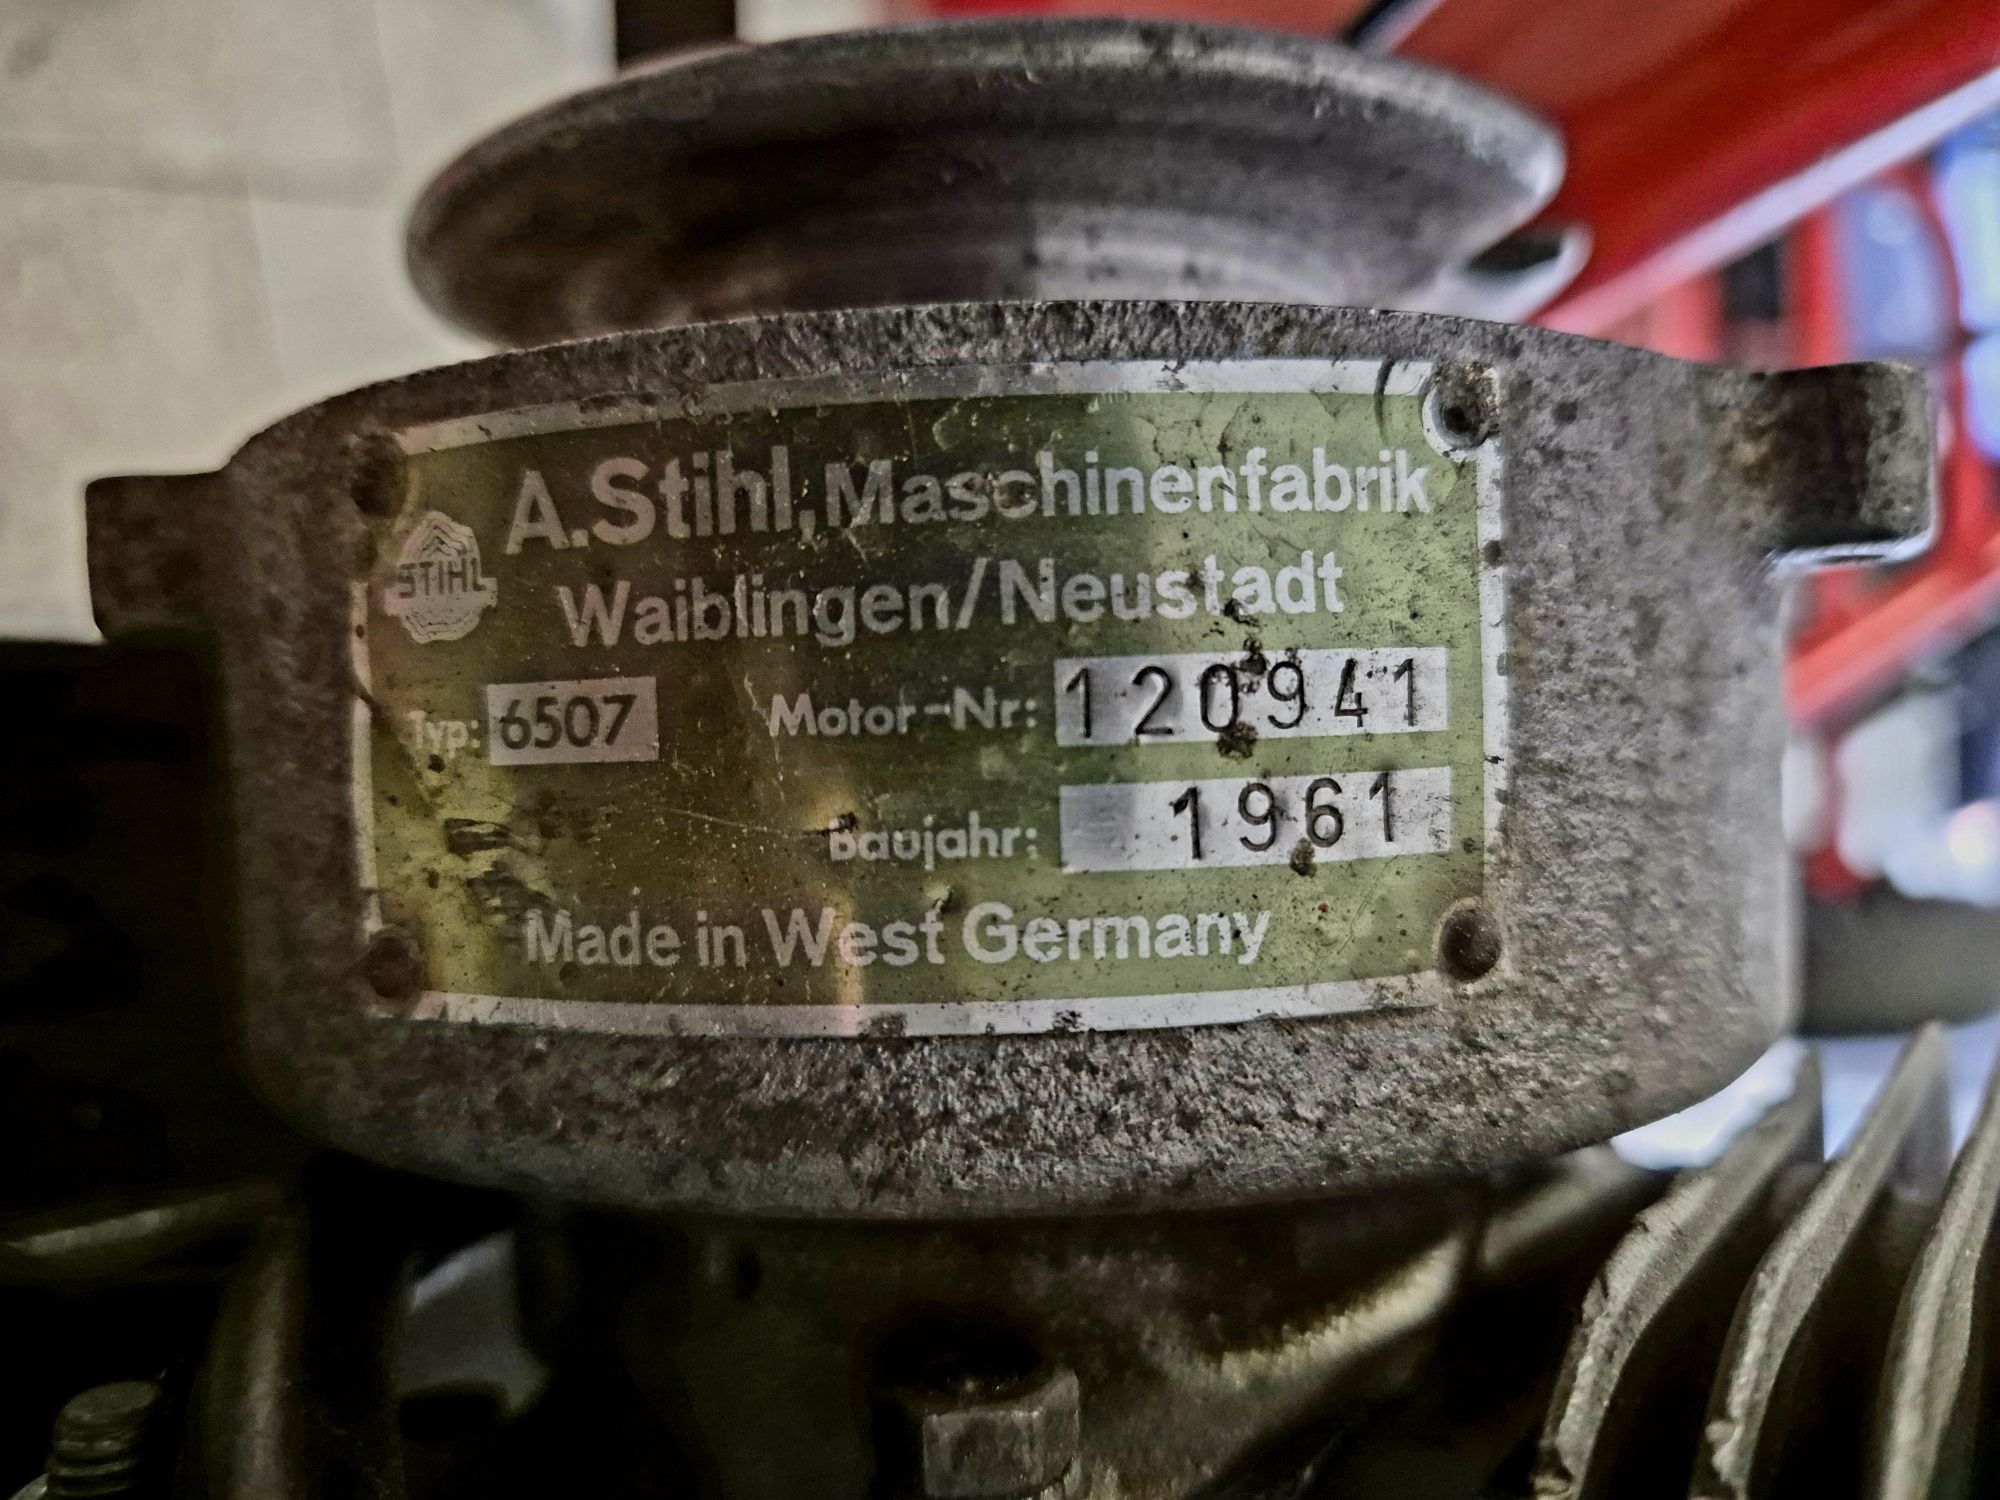 A. Stihl, Maschinenfabrik
STIHL
Waiblingen/Neustadt
Typ: 6507 Motor-Nr: 120941
Baujahr: 1961
Made in West Germany